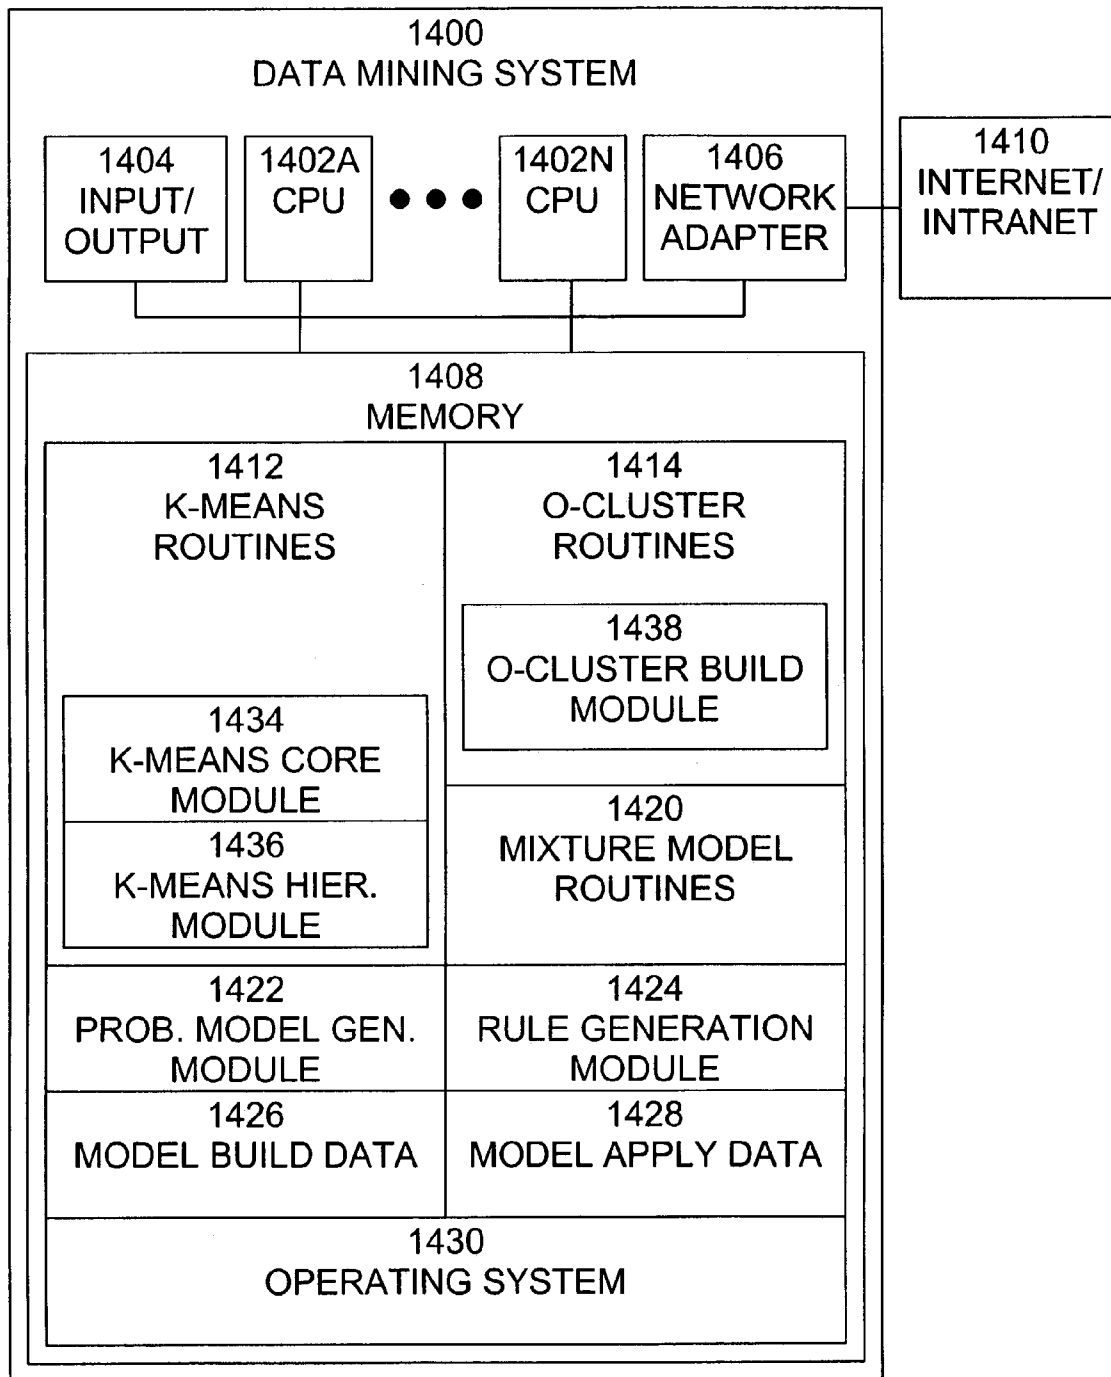 1400
DATA MINING SYSTEM
1404
INPUT/
OUTPUT
1402A
CPU
1402N
CPU
1406
NETWORK
ADAPTER
1410
INTERNET/
INTRANET
1408
MEMORY
1412
K-MEANS
ROUTINES
1414
O-CLUSTER
ROUTINES
1438
O-CLUSTER BUILD
MODULE
1434
K-MEANS CORE
MODULE
1436
K-MEANS HIER.
MODULE
1420
MIXTURE MODEL
ROUTINES
1422
PROB. MODEL GEN.
MODULE
1424
RULE GENERATION
MODULE
1426
MODEL BUILD DATA
1428
MODEL APPLY DATA
1430
OPERATING SYSTEM